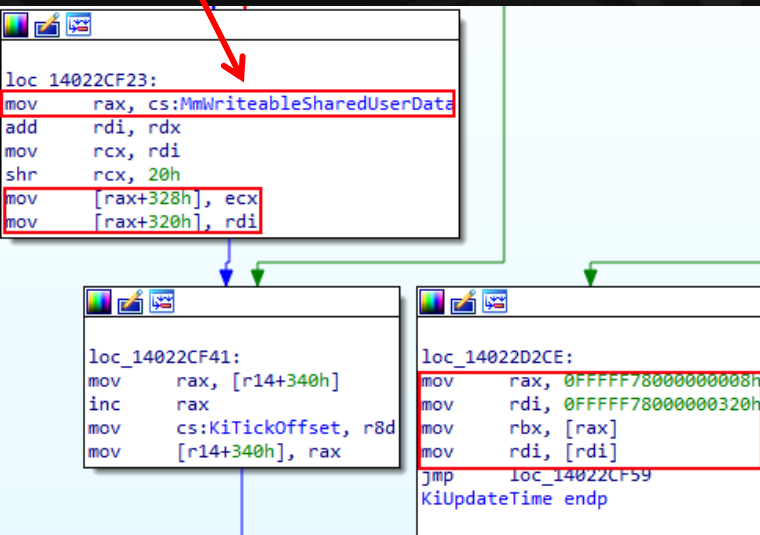 loc_14022CF23:
mov rax, cs:MmWriteableSharedUserData
add rdi, rdx
mov rcx, rdi
shr rcx, 20h
mov [rax+328h], ecx
mov [rax+320h], rdi
loc_14022CF41:
mov rax, [r14+340h]
inc rax
mov cs:KiTickOffset, r8d
mov [r14+340h], rax
loc_14022D2CE:
mov rax, 0FFFFF78000000008h
mov rdi, 0FFFFF78000000320h
mov rbx, [rax]
mov rdi, [rdi]
jmp loc_14022CF59
KiUpdateTime endp